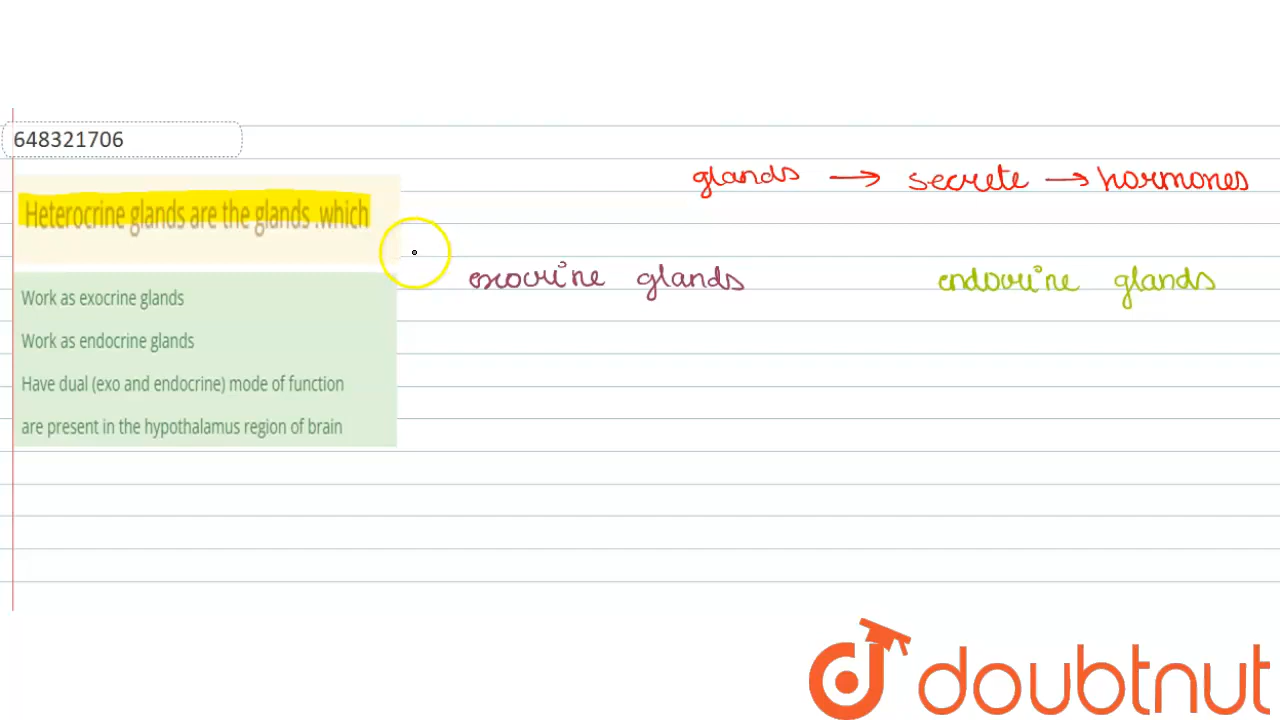 648321706
Heterocrine glands are the glands .which
Work as exocrine glands
Work as endocrine glands
Have dual (exo and endocrine) mode of function
are present in the hypothalamus region of brain
glands → secrete → hormones
exocrine glands
endocrine glands
doubtnut